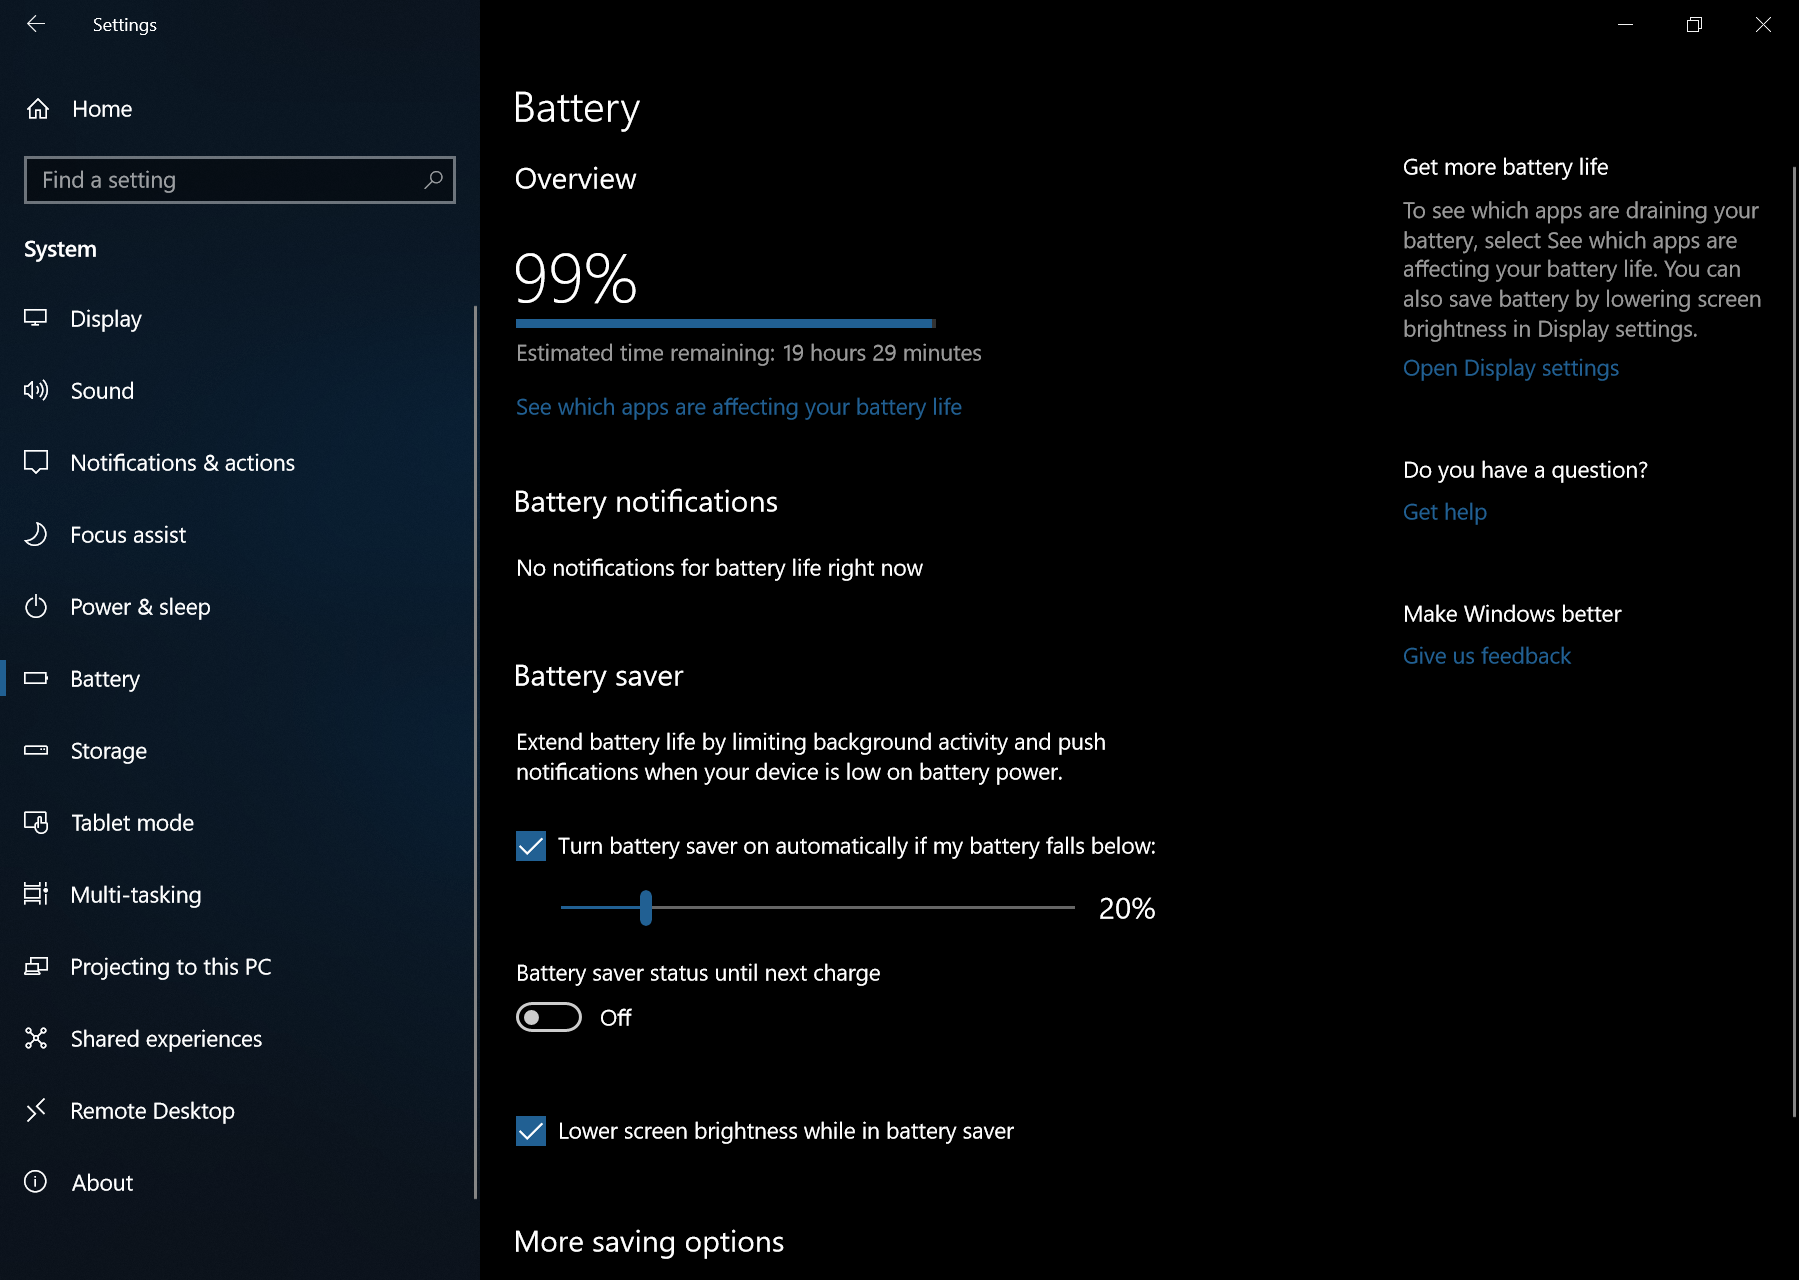 Settings
Home
Find a setting
System
Display
Sound
Notifications & actions
Focus assist
Power & sleep
Battery
Storage
Tablet mode
Multi-tasking
Projecting to this PC
Shared experiences
Remote Desktop
About
Battery
Overview
99%
Estimated time remaining: 19 hours 29 minutes
See which apps are affecting your battery life
Battery notifications
No notifications for battery life right now
Battery saver
Extend battery life by limiting background activity and push
notifications when your device is low on battery power.
Turn battery saver on automatically if my battery falls below:
20%
Battery saver status until next charge
Off
Lower screen brightness while in battery saver
More saving options
Get more battery life
To see which apps are draining your
battery, select See which apps are
affecting your battery life. You can
also save battery by lowering screen
brightness in Display settings.
Open Display settings
Do you have a question?
Get help
Make Windows better
Give us feedback